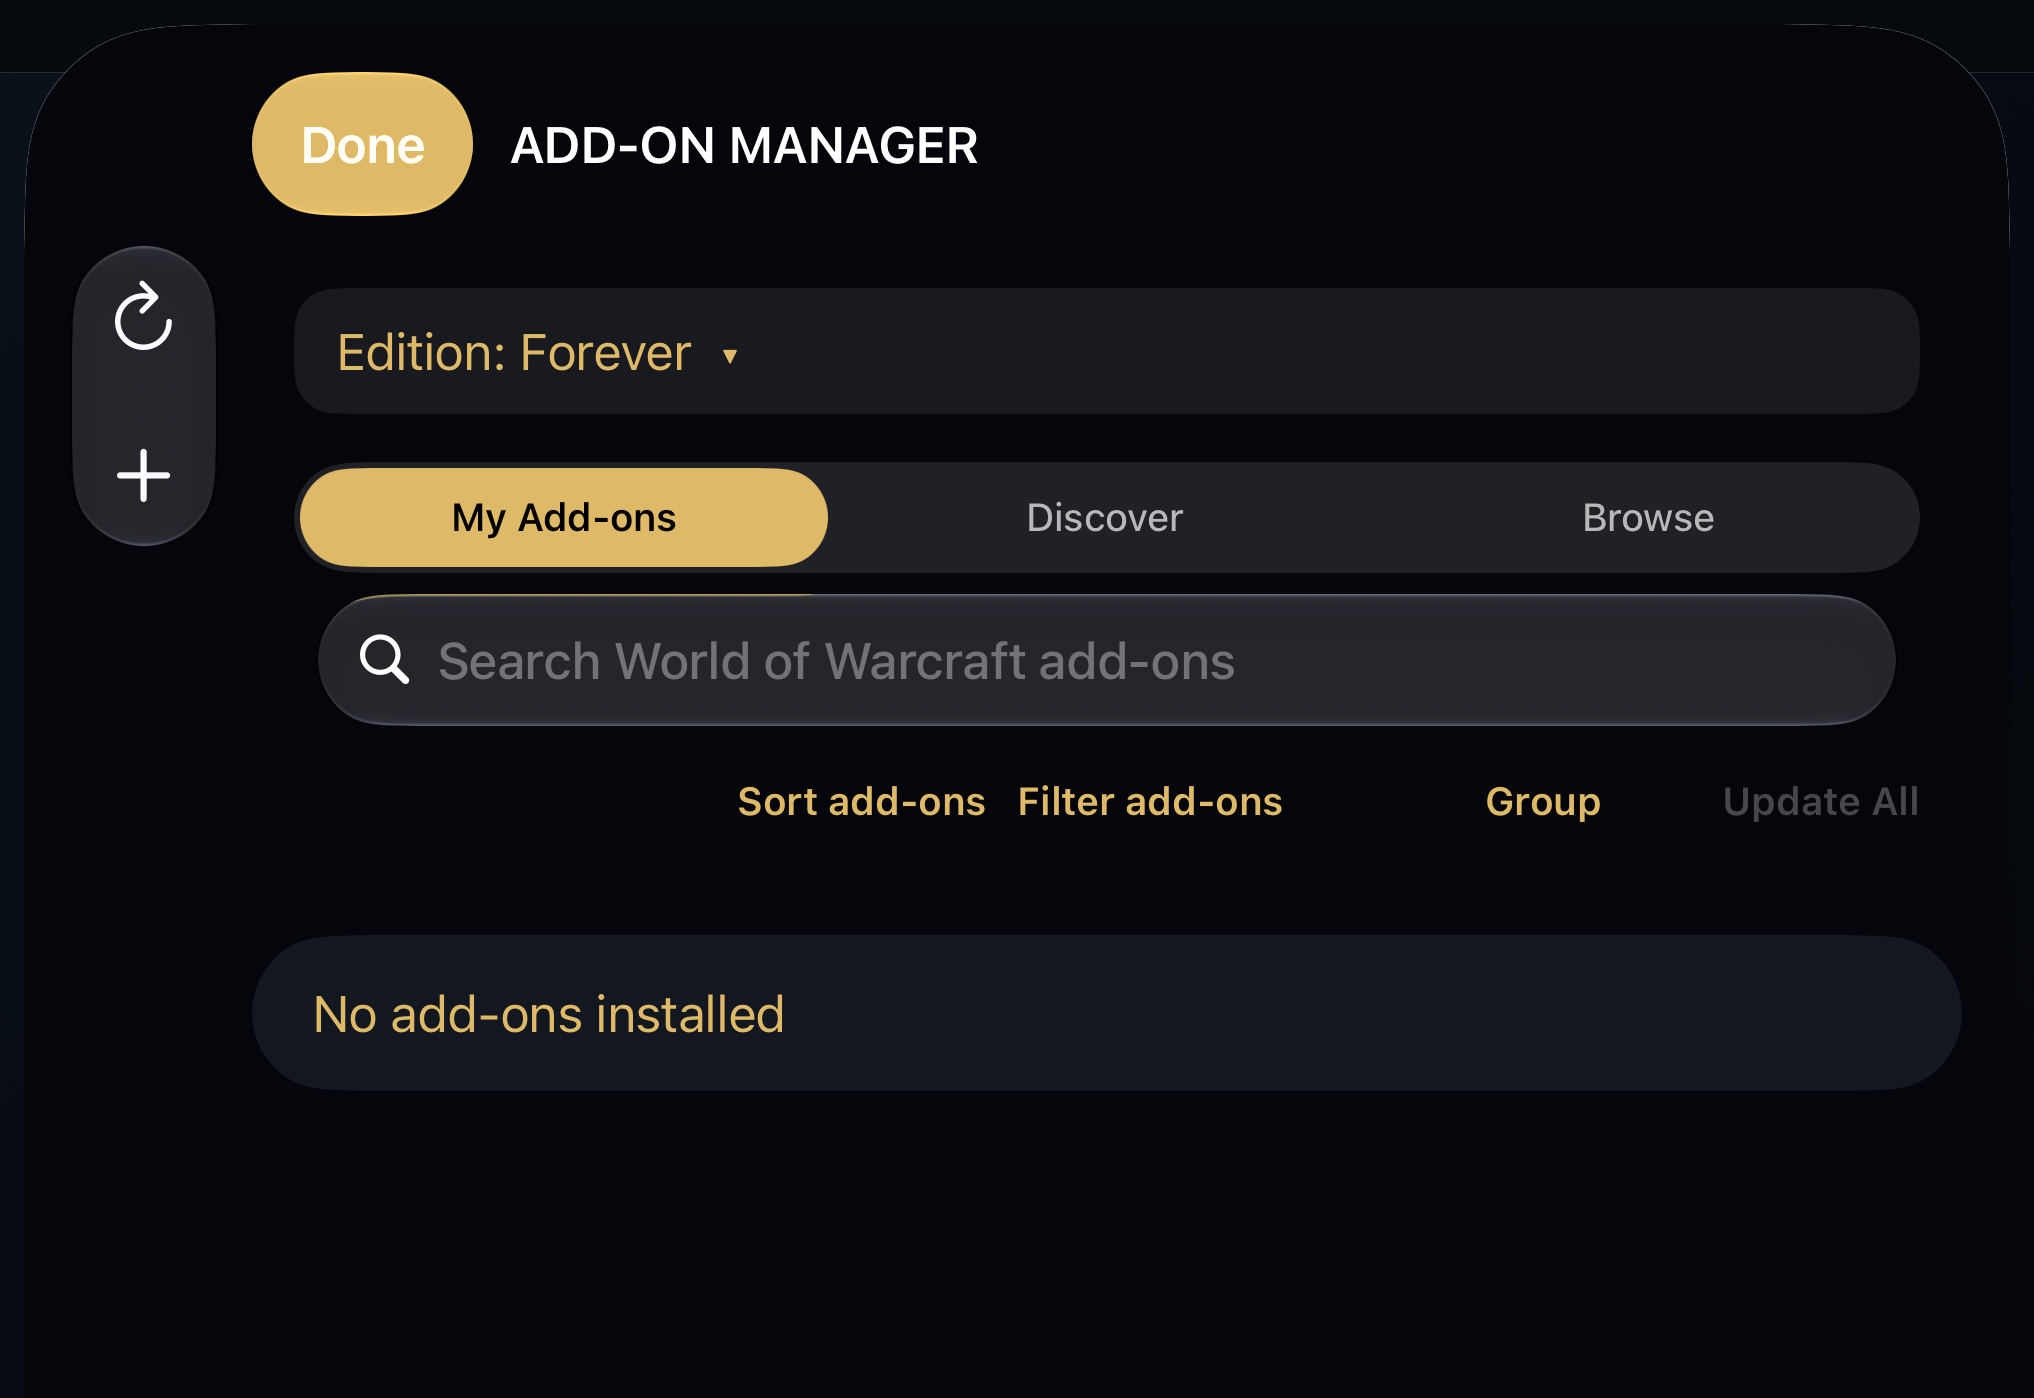 Done ADD-ON MANAGER
Edition: Forever ▾
My Add-ons Discover Browse
Search World of Warcraft add-ons
Sort add-ons Filter add-ons Group Update All
No add-ons installed